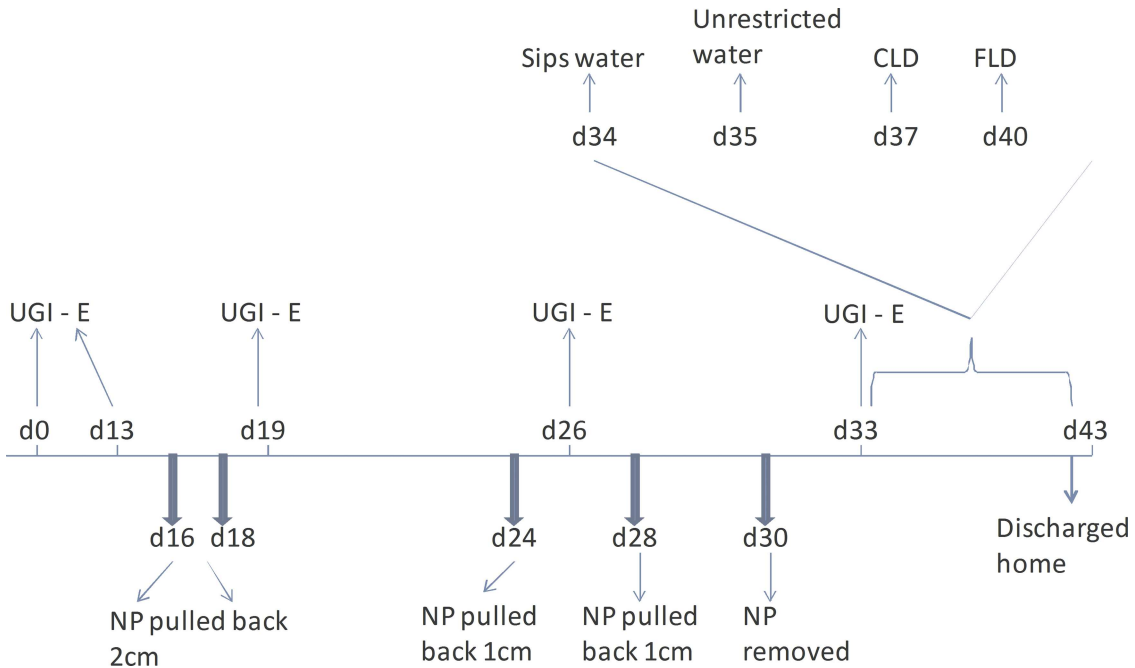 Unrestricted
Sips water
water
CLD
FLD
d34
d35
d37
d40
UGI - E
UGI - E
UGI - E
UGI - E
d0
d13
d19
d26
d33
d43
d16
d18
d24
d28
d30
Discharged
home
NP pulled back
2cm
NP pulled
back 1cm
NP pulled
back 1cm
NP
removed